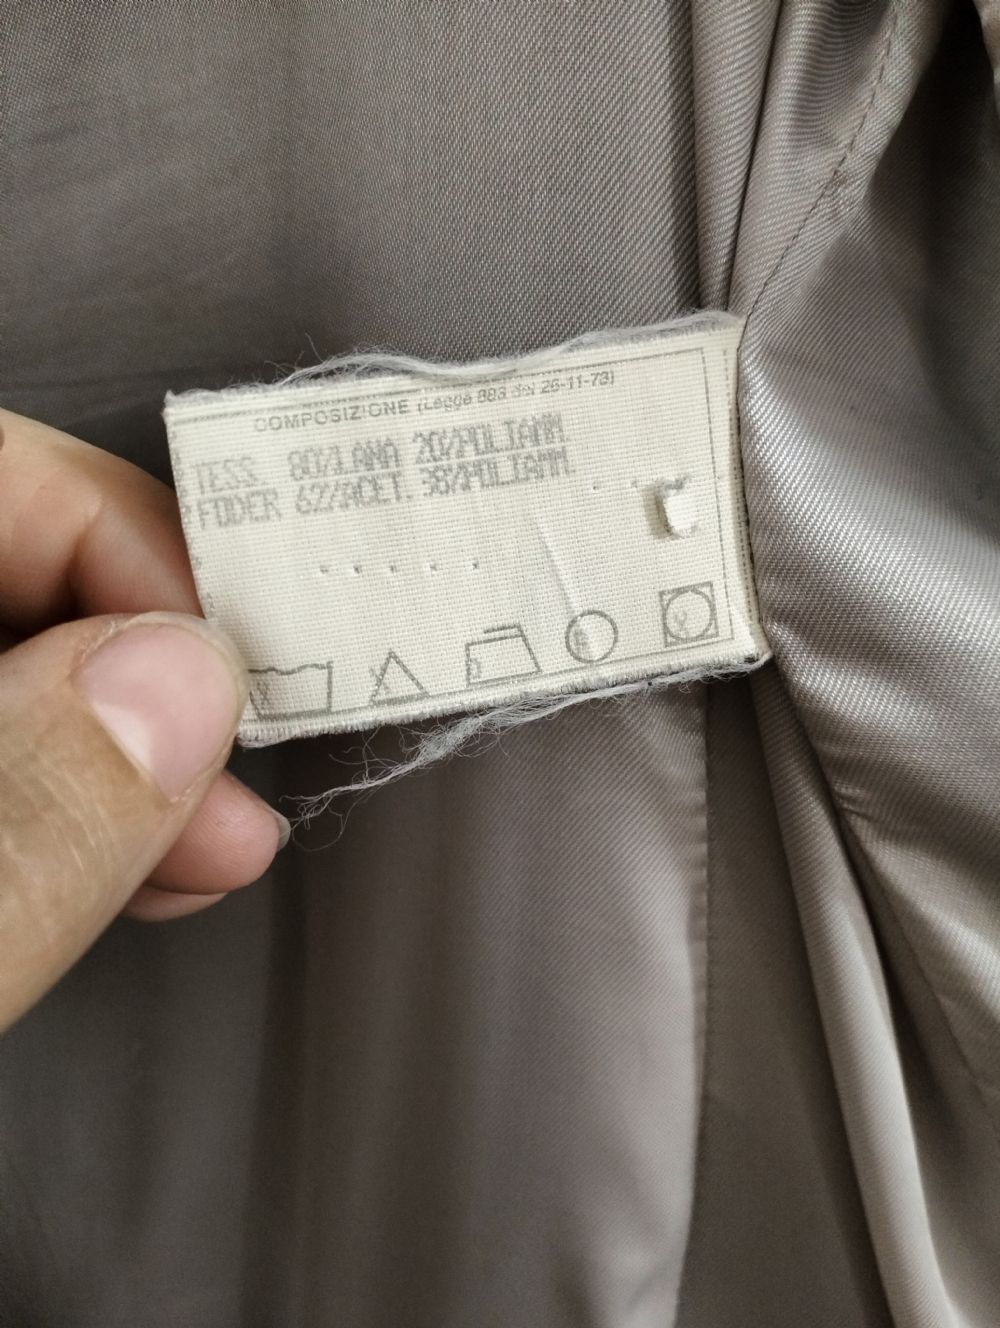 COMPOSIZIONE (Legge 883 del 26-11-73)
TESS. 80%LANA 20%POLIAMM.
FODER 62%ACET. 38%POLIAMM.